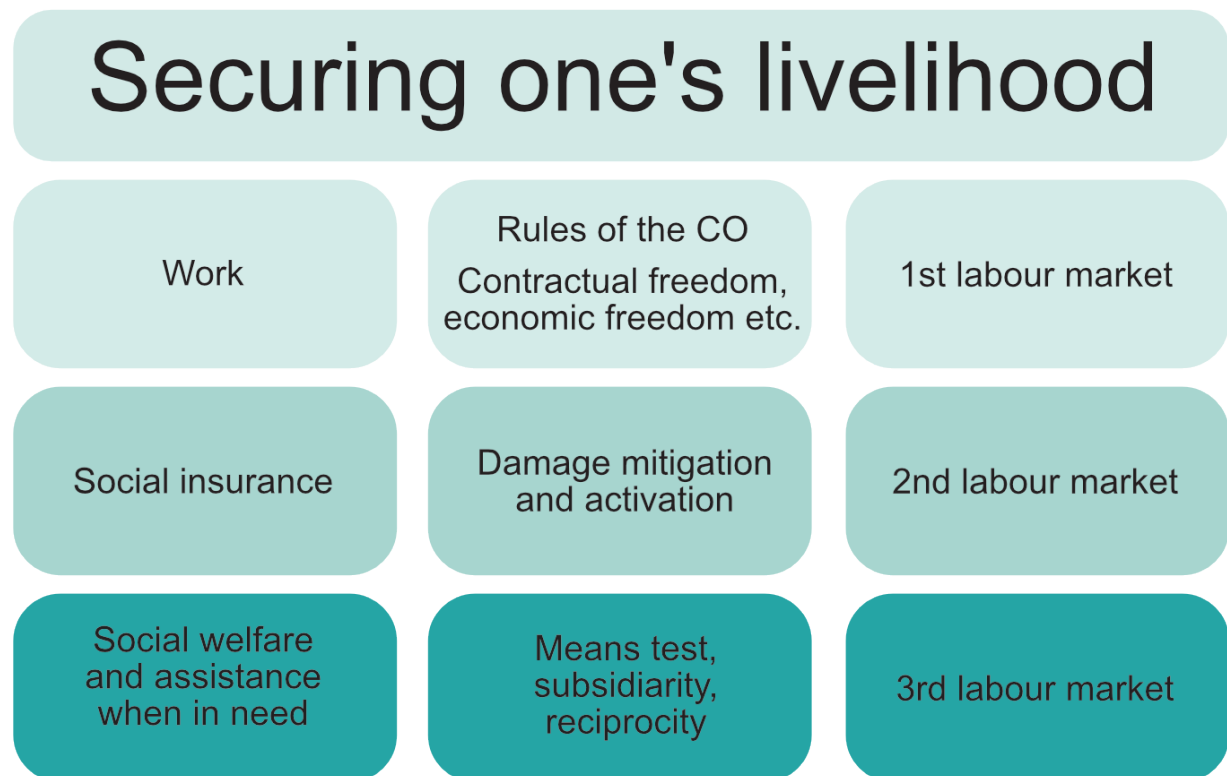 Securing one's livelihood
Work
Rules of the CO
Contractual freedom,
economic freedom etc.
1st labour market
Social insurance
Damage mitigation
and activation
2nd labour market
Social welfare
and assistance
when in need
Means test,
subsidiarity,
reciprocity
3rd labour market